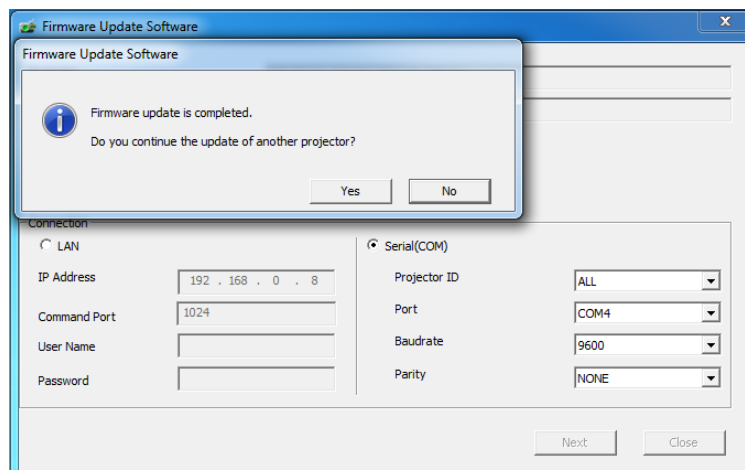 Firmware Update Software
x
Firmware Update Software
Firmware update is completed.
Do you continue the update of another projector?
Yes No
Connection
LAN Serial(COM)
IP Address 192 . 168 . 0 . 8 Projector ID ALL
Command Port 1024 Port COM4
User Name Baudrate 9600
Password Parity NONE
Next Close